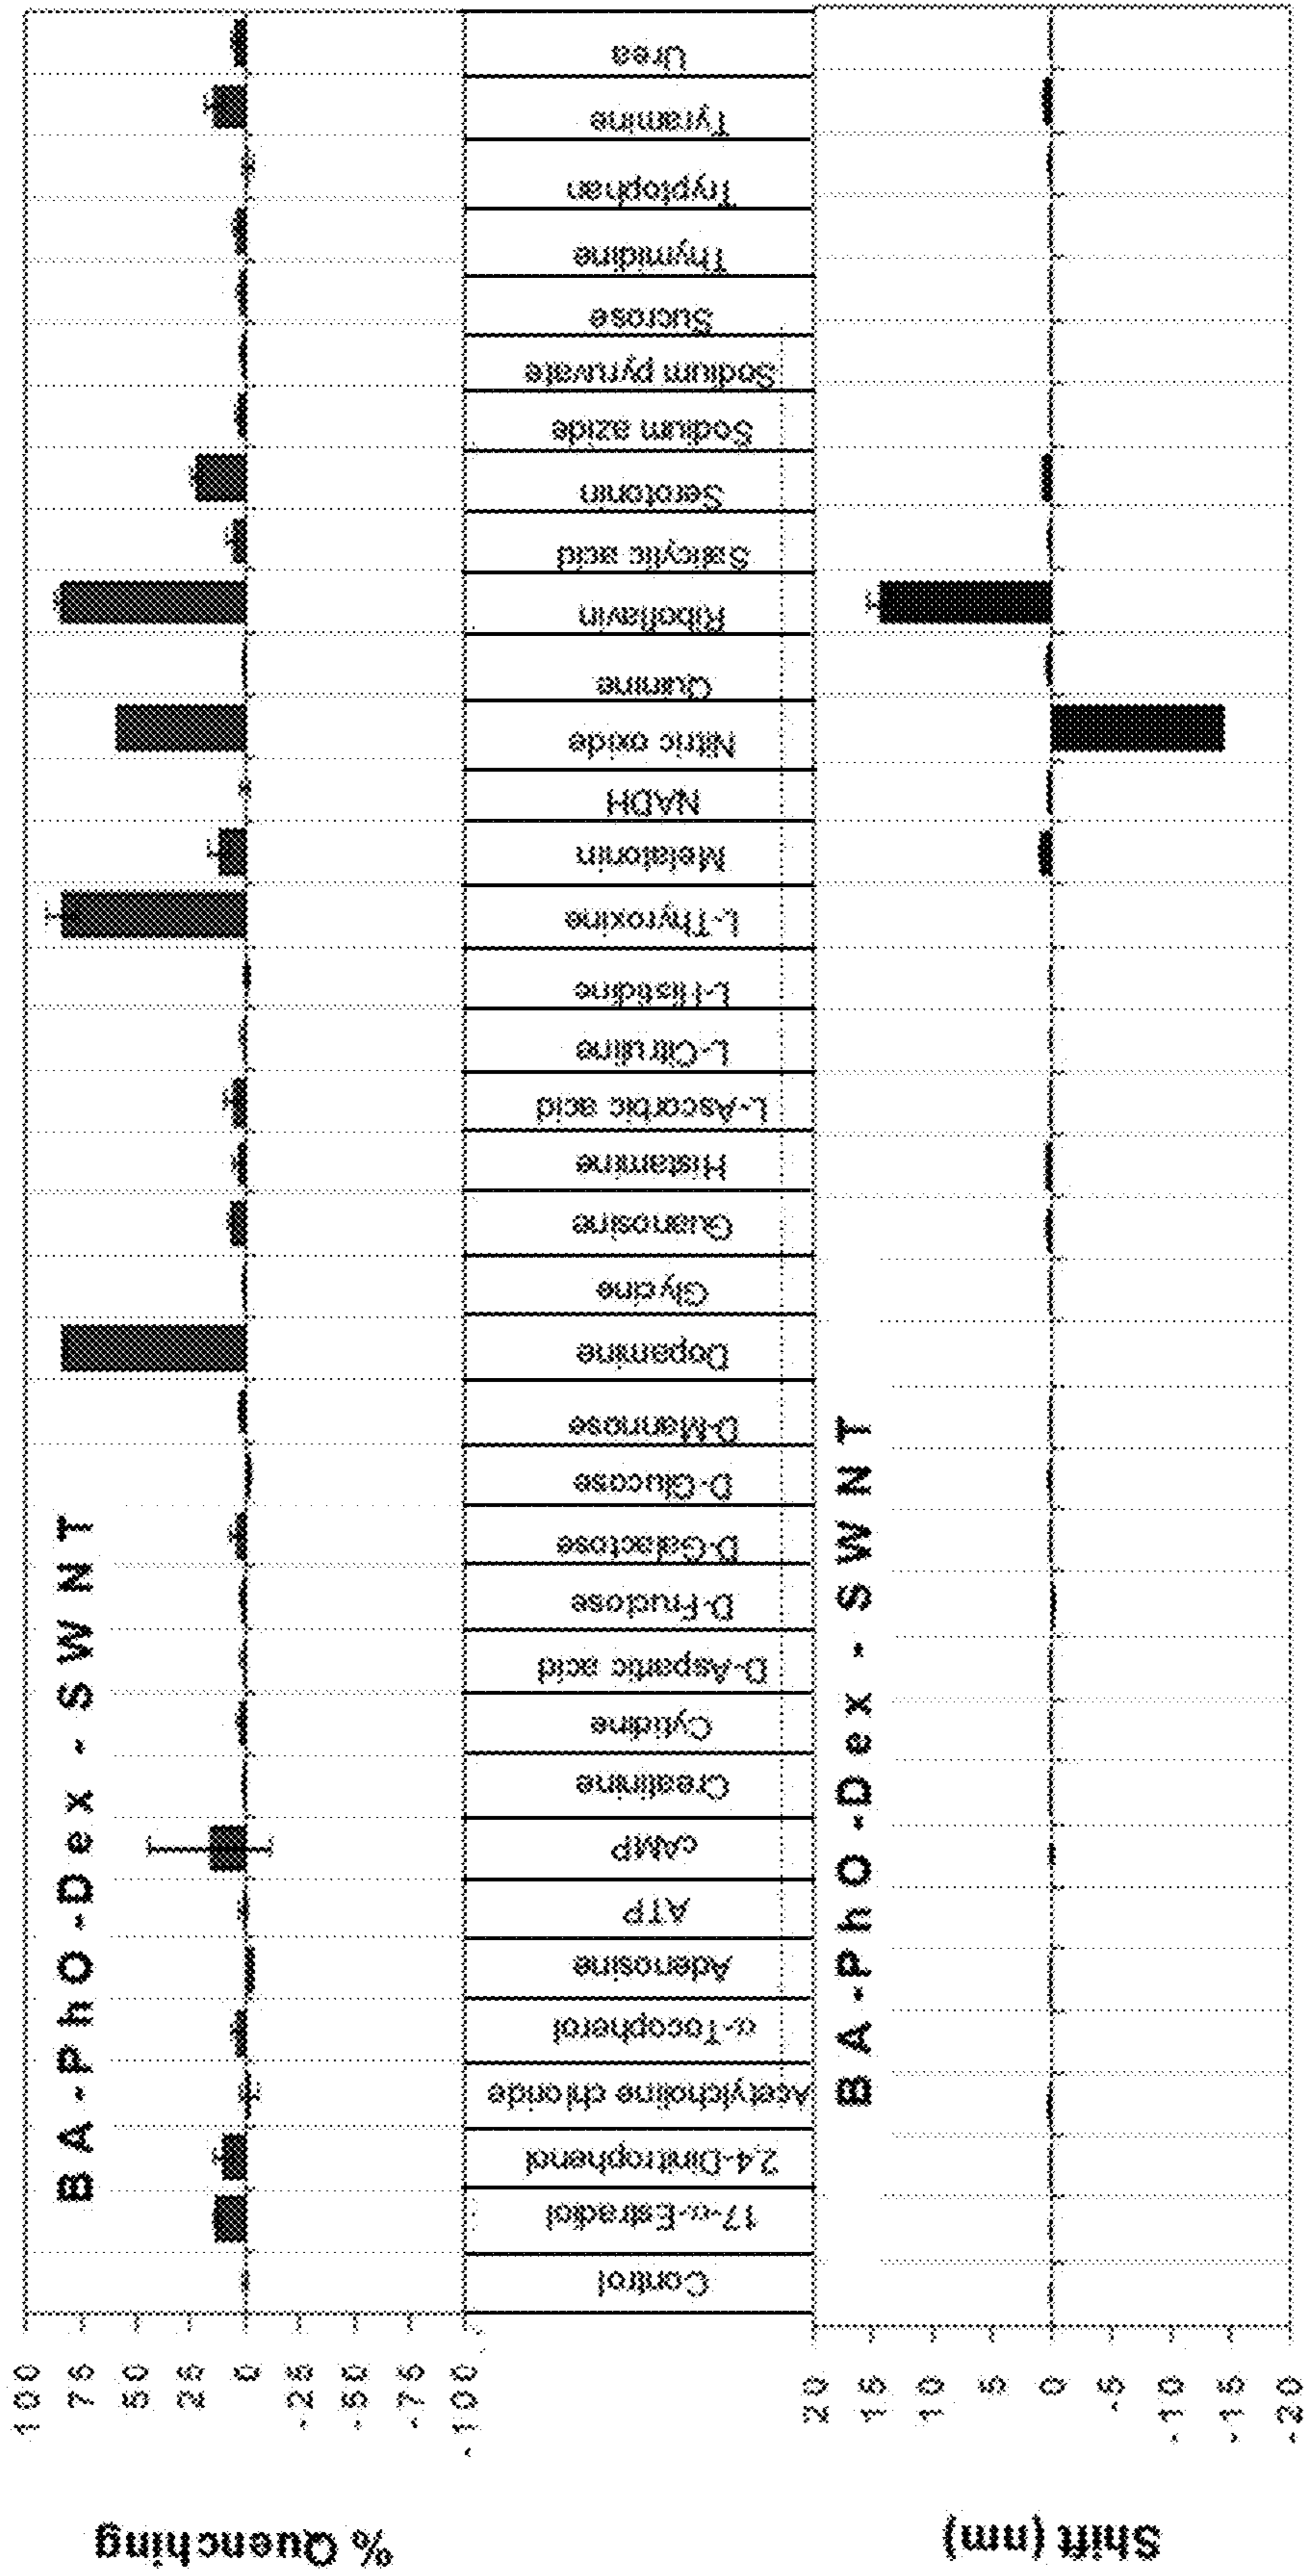 % Quenching
100
75
50
25
0
-25
-50
-75
-100
BA-PhO-Dex-SWNT
Control
17-α-Estradiol
2,4-Dinitrophenol
Acetylcholine chloride
α-Tocopherol
Adenosine
ATP
cAMP
Creatinine
Cytidine
D-Aspartic acid
D-Fructose
D-Galactose
D-Glucose
D-Mannose
Dopamine
Glycine
Guanosine
Histamine
L-Ascorbic acid
L-Citruline
L-Histidine
L-Thyroxine
Melatonin
NADH
Nitric oxide
Quinine
Riboflavin
Salicylic acid
Serotonin
Sodium azide
Sodium pyruvate
Sucrose
Thymidine
Tryptophan
Tyramine
Urea
Shift (nm)
20
15
10
5
0
-5
-10
-15
-20
BA-PhO-Dex-SWNT